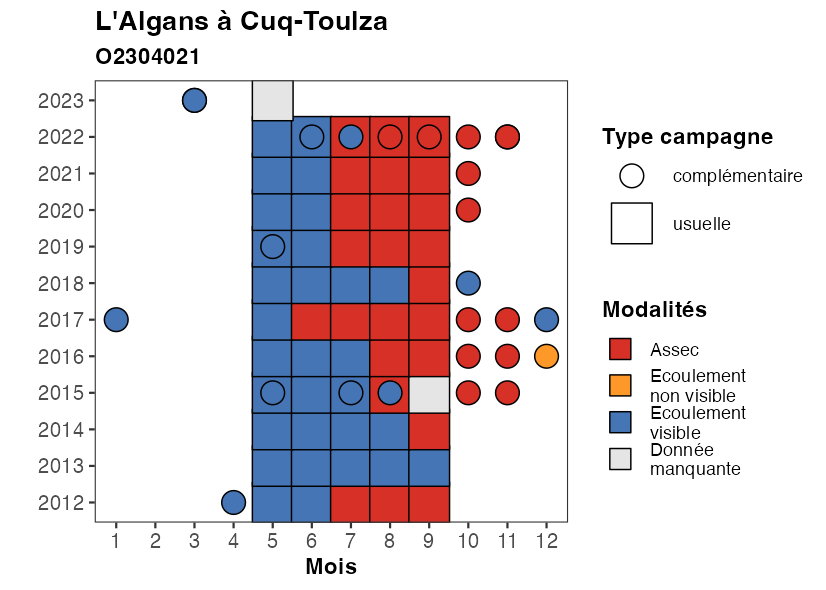 L'Algans à Cuq-Toulza
O2304021
2023
2022
2021
2020
2019
2018
2017
2016
2015
2014
2013
2012
1 2 3 4 5 6 7 8 9 10 11 12
Mois
Type campagne
complémentaire
usuelle
Modalités
Assec
Ecoulement
non visible
Ecoulement
visible
Donnée
manquante